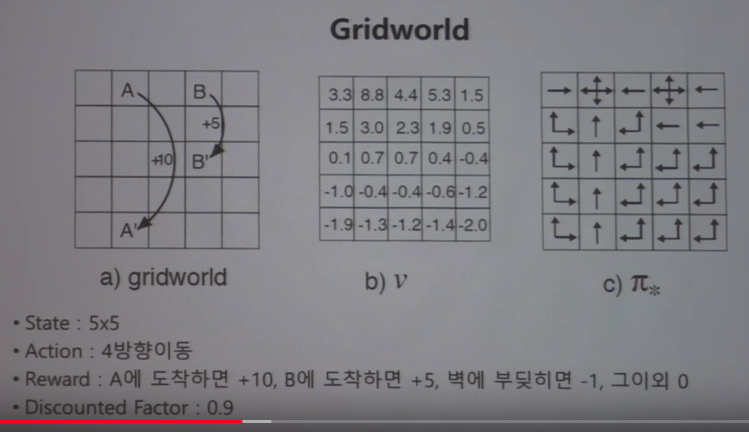 Gridworld
A B
+5
+10 B'
A'
3.3 8.8 4.4 5.3 1.5
1.5 3.0 2.3 1.9 0.5
0.1 0.7 0.7 0.4 -0.4
-1.0 -0.4 -0.4 -0.6 -1.2
-1.9 -1.3 -1.2 -1.4 -2.0
a) gridworld b) v c) π*
• State : 5x5
• Action : 4방향이동
• Reward : A에 도착하면 +10, B에 도착하면 +5, 벽에 부딪히면 -1, 그이외 0
• Discounted Factor : 0.9